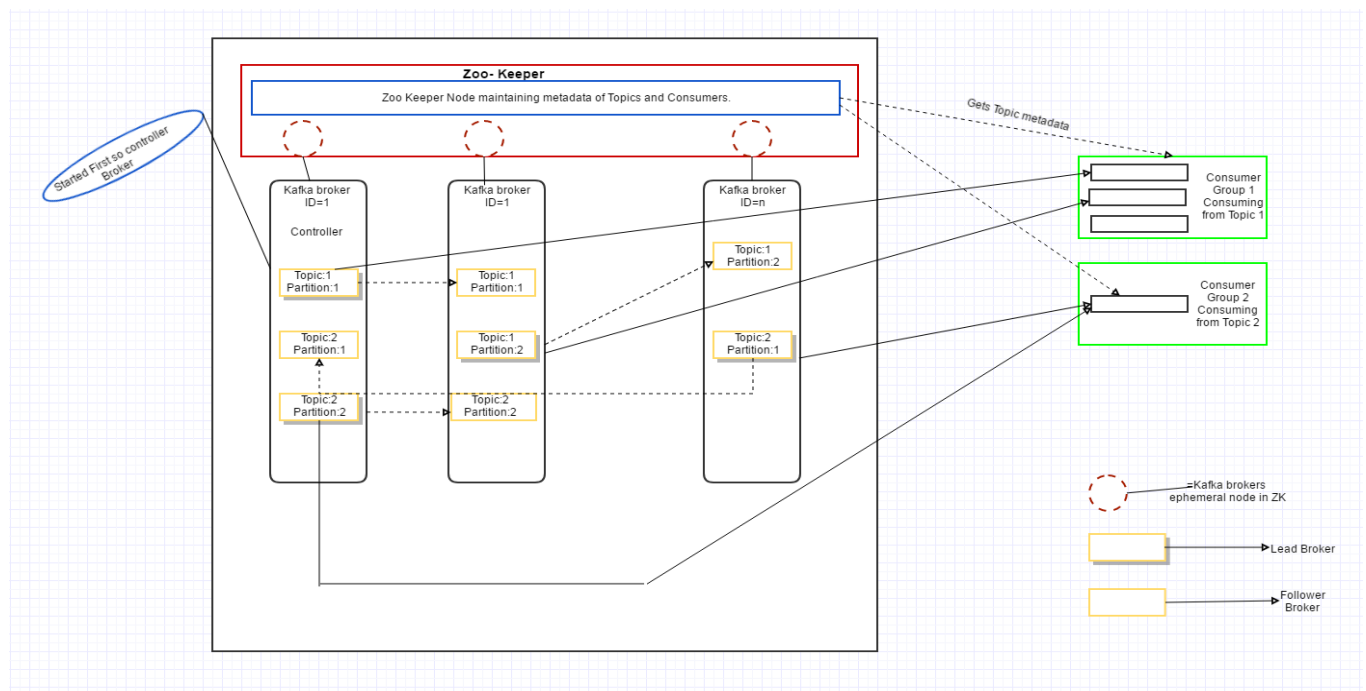 Zoo- Keeper
Zoo Keeper Node maintaining metadata of Topics and Consumers.
Gets Topic metadata
Started First so controller
Broker
Kafka broker
ID=1
Controller
Topic:1
Partition:1
Topic:2
Partition:1
Topic:2
Partition:2
Kafka broker
ID=1
Topic:1
Partition:1
Topic:1
Partition:2
Topic:2
Partition:2
Kafka broker
ID=n
Topic:1
Partition:2
Topic:2
Partition:1
Consumer
Group 1
Consuming
from Topic 1
Consumer
Group 2
Consuming
from Topic 2
=Kafka brokers
ephemeral node in ZK
Lead Broker
Follower
Broker